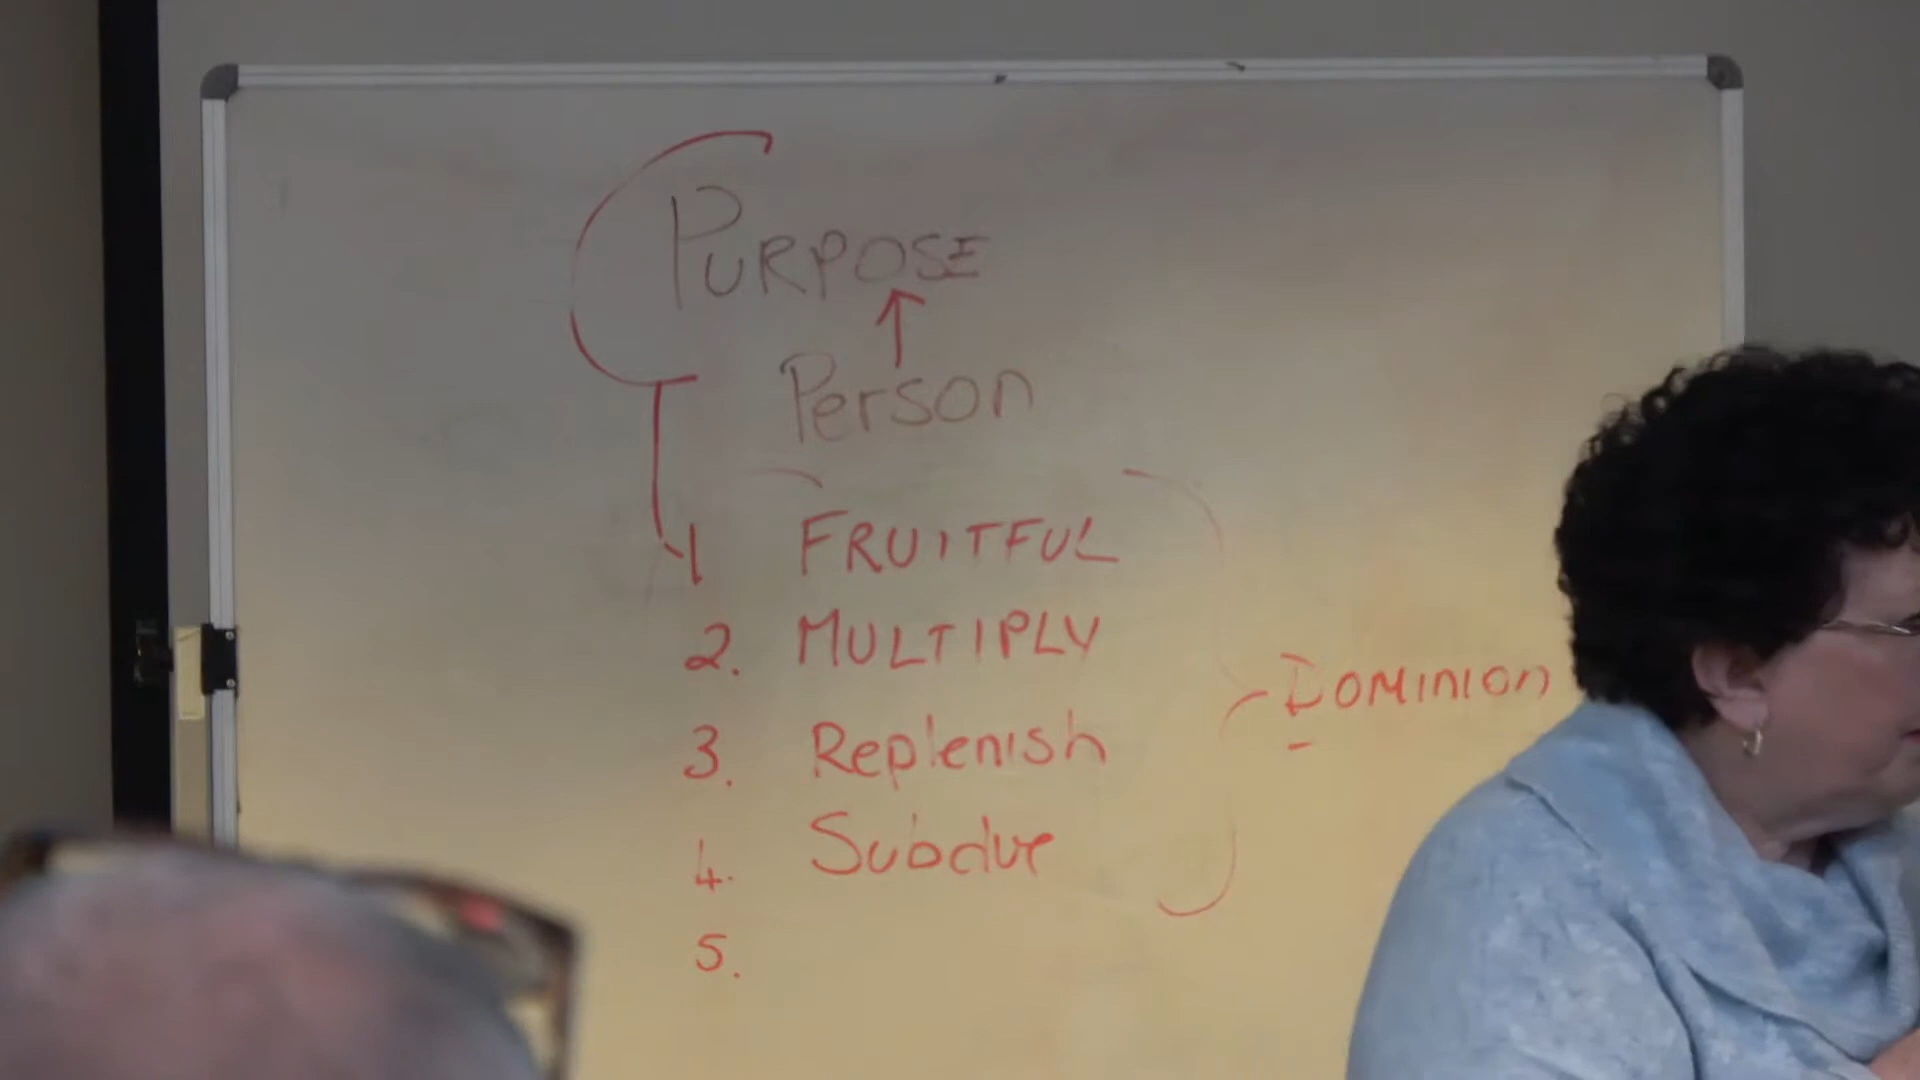 PURPOSE
Person
1 FRUITFUL
2. MULTIPLY
3. Replenish
DOMINION
4. Subdue
5.